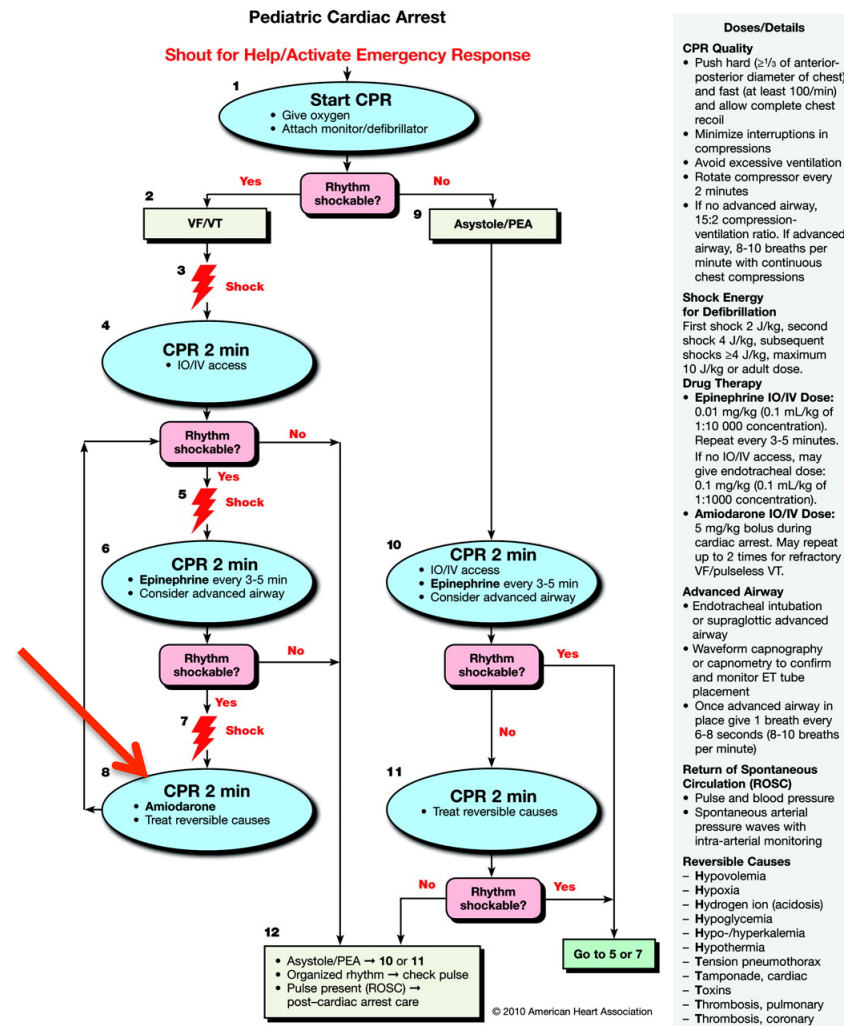 Pediatric Cardiac Arrest
Shout for Help/Activate Emergency Response
1
Start CPR
• Give oxygen
• Attach monitor/defibrillator
Yes
Rhythm
shockable?
No
2
VF/VT
9
Asystole/PEA
3
Shock
4
CPR 2 min
• IO/IV access
Rhythm
shockable?
No
Yes
5
Shock
6
CPR 2 min
• Epinephrine every 3-5 min
• Consider advanced airway
Rhythm
shockable?
No
Yes
7
Shock
8
CPR 2 min
• Amiodarone
• Treat reversible causes
10
CPR 2 min
• IO/IV access
• Epinephrine every 3-5 min
• Consider advanced airway
Rhythm
shockable?
Yes
No
11
CPR 2 min
• Treat reversible causes
No
Rhythm
shockable?
Yes
12
• Asystole/PEA → 10 or 11
• Organized rhythm → check pulse
• Pulse present (ROSC) →
post–cardiac arrest care
Go to 5 or 7
© 2010 American Heart Association
Doses/Details
CPR Quality
• Push hard (≥⅓ of anterior-
posterior diameter of chest)
and fast (at least 100/min)
and allow complete chest
recoil
• Minimize interruptions in
compressions
• Avoid excessive ventilation
• Rotate compressor every
2 minutes
• If no advanced airway,
15:2 compression-
ventilation ratio. If advanced
airway, 8-10 breaths per
minute with continuous
chest compressions
Shock Energy
for Defibrillation
First shock 2 J/kg, second
shock 4 J/kg, subsequent
shocks ≥4 J/kg, maximum
10 J/kg or adult dose.
Drug Therapy
• Epinephrine IO/IV Dose:
0.01 mg/kg (0.1 mL/kg of
1:10 000 concentration).
Repeat every 3-5 minutes.
If no IO/IV access, may
give endotracheal dose:
0.1 mg/kg (0.1 mL/kg of
1:1000 concentration).
• Amiodarone IO/IV Dose:
5 mg/kg bolus during
cardiac arrest. May repeat
up to 2 times for refractory
VF/pulseless VT.
Advanced Airway
• Endotracheal intubation
or supraglottic advanced
airway
• Waveform capnography
or capnometry to confirm
and monitor ET tube
placement
• Once advanced airway in
place give 1 breath every
6-8 seconds (8-10 breaths
per minute)
Return of Spontaneous
Circulation (ROSC)
• Pulse and blood pressure
• Spontaneous arterial
pressure waves with
intra-arterial monitoring
Reversible Causes
– Hypovolemia
– Hypoxia
– Hydrogen ion (acidosis)
– Hypoglycemia
– Hypo-/hyperkalemia
– Hypothermia
– Tension pneumothorax
– Tamponade, cardiac
– Toxins
– Thrombosis, pulmonary
– Thrombosis, coronary